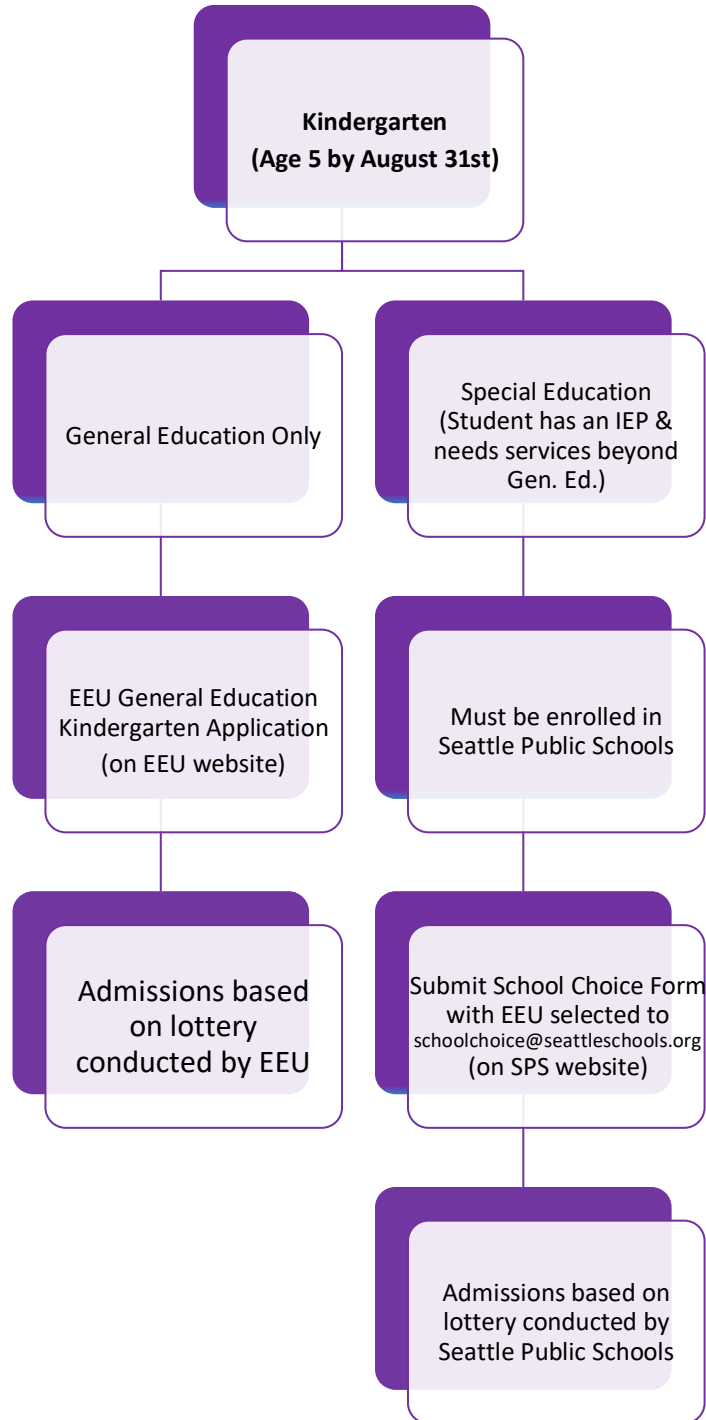 Kindergarten
(Age 5 by August 31st)
General Education Only
Special Education
(Student has an IEP &
needs services beyond
Gen. Ed.)
EEU General Education
Kindergarten Application
(on EEU website)
Must be enrolled in
Seattle Public Schools
Admissions based
on lottery
conducted by EEU
Submit School Choice Form
with EEU selected to
schoolchoice@seattleschools.org
(on SPS website)
Admissions based on
lottery conducted by
Seattle Public Schools